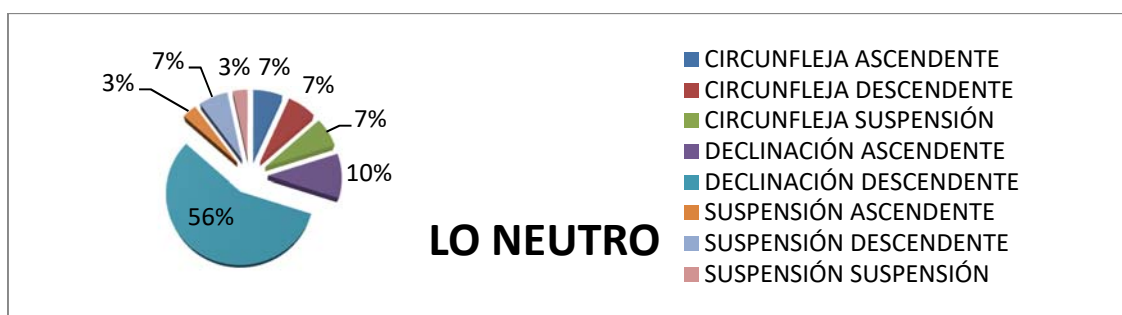 7%
3%
7%
3%
7%
7%
10%
56%
LO NEUTRO
CIRCUNFLEJA ASCENDENTE
CIRCUNFLEJA DESCENDENTE
CIRCUNFLEJA SUSPENSIÓN
DECLINACIÓN ASCENDENTE
DECLINACIÓN DESCENDENTE
SUSPENSIÓN ASCENDENTE
SUSPENSIÓN DESCENDENTE
SUSPENSIÓN SUSPENSIÓN